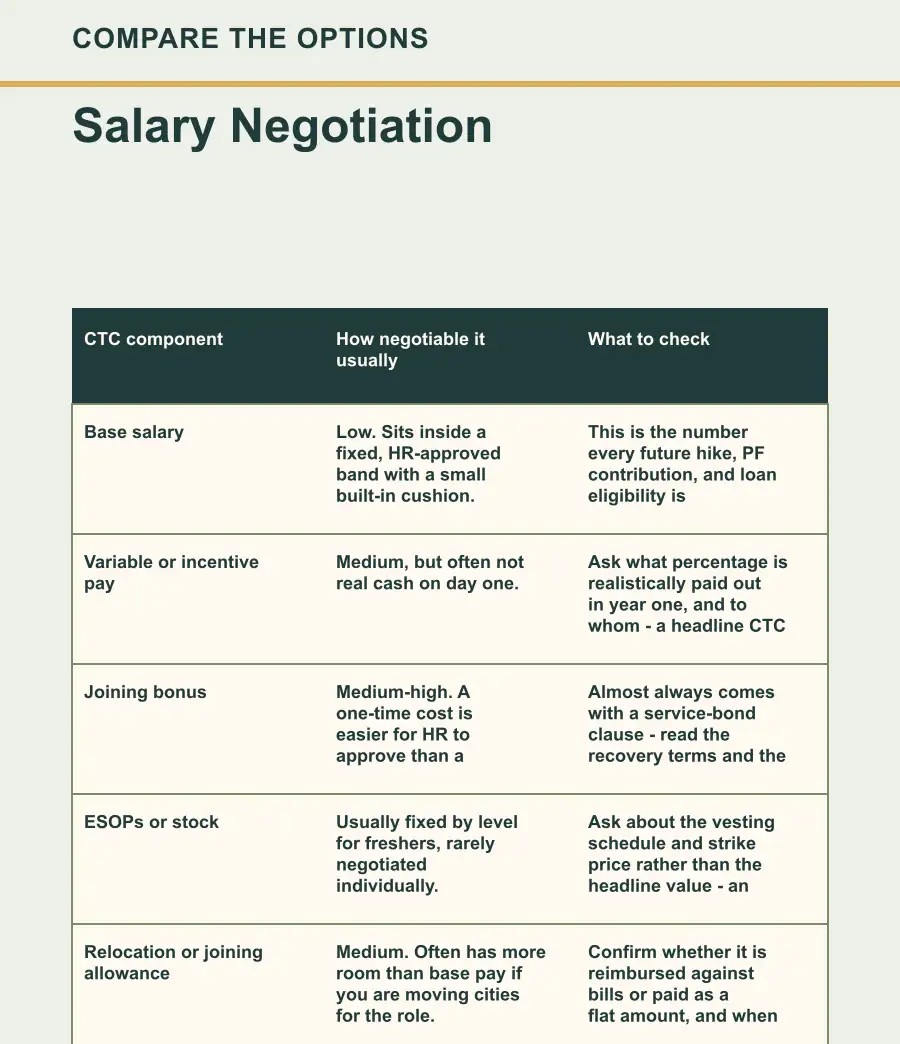 COMPARE THE OPTIONS
Salary Negotiation
CTC component
How negotiable it
usually
What to check
Base salary
Low. Sits inside a
fixed, HR-approved
band with a small
built-in cushion.
This is the number
every future hike, PF
contribution, and loan
eligibility is
Variable or incentive
pay
Medium, but often not
real cash on day one.
Ask what percentage is
realistically paid out
in year one, and to
whom - a headline CTC
Joining bonus
Medium-high. A
one-time cost is
easier for HR to
approve than a
Almost always comes
with a service-bond
clause - read the
recovery terms and the
ESOPs or stock
Usually fixed by level
for freshers, rarely
negotiated
individually.
Ask about the vesting
schedule and strike
price rather than the
headline value - an
Relocation or joining
allowance
Medium. Often has more
room than base pay if
you are moving cities
for the role.
Confirm whether it is
reimbursed against
bills or paid as a
flat amount, and when